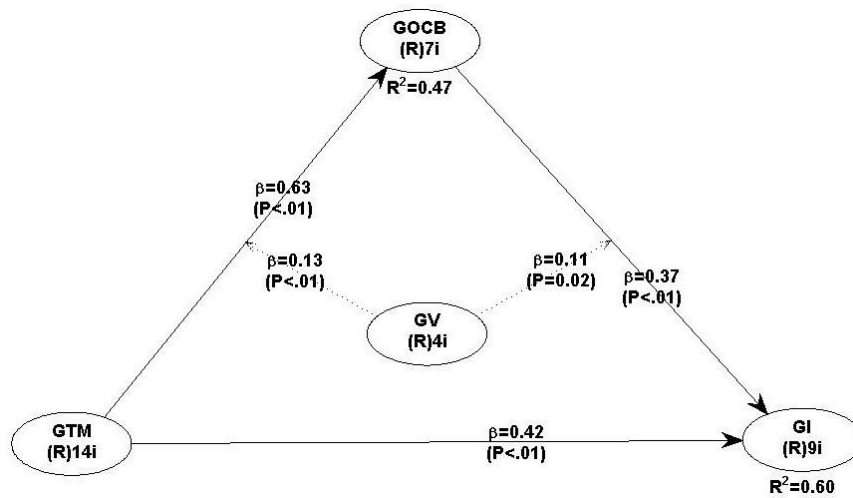 GOCB
(R)7i
R²=0.47
β=0.63
(P<.01)
β=0.13
(P<.01)
β=0.11
(P=0.02)
β=0.37
(P<.01)
GV
(R)4i
GTM
(R)14i
β=0.42
(P<.01)
GI
(R)9i
R²=0.60